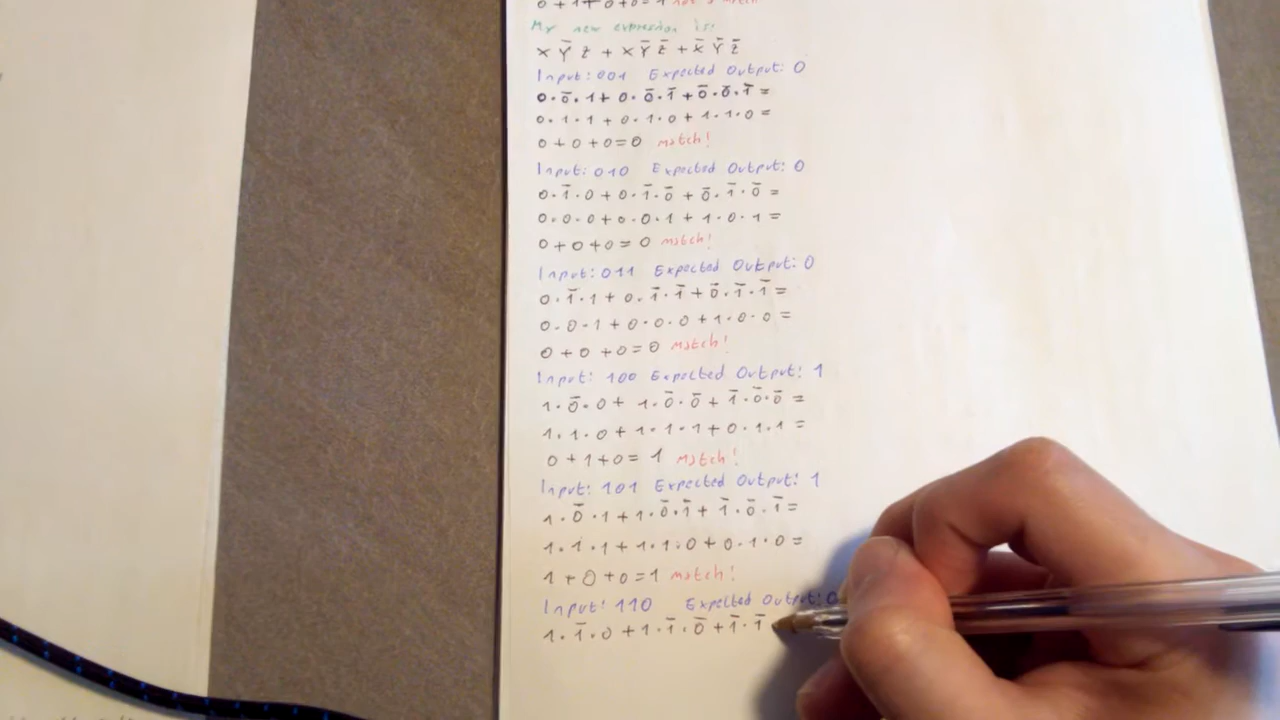 0 + 1 + 0 + 0 = 1 not a match
My new expression is:
X Y̅ Z + X Y̅ Z̅ + X̅ Y̅ Z̅
Input: 001 Expected Output: 0
0·0̅·1 + 0·0̅·1̅ + 0̅·0̅·1̅ =
0·1·1 + 0·1·0 + 1·1·0 =
0 + 0 + 0 = 0 match!
Input: 010 Expected Output: 0
0·1̅·0 + 0·1̅·0̅ + 0̅·1̅·0̅ =
0·0·0 + 0·0·1 + 1·0·1 =
0 + 0 + 0 = 0 match!
Input: 011 Expected Output: 0
0·1̅·1 + 0·1̅·1̅ + 0̅·1̅·1̅ =
0·0·1 + 0·0·0 + 1·0·0 =
0 + 0 + 0 = 0 match!
Input: 100 Expected Output: 1
1·0̅·0 + 1·0̅·0̅ + 1̅·0̅·0̅ =
1·1·0 + 1·1·1 + 0·1·1 =
0 + 1 + 0 = 1 match!
Input: 101 Expected Output: 1
1·0̅·1 + 1·0̅·1̅ + 1̅·0̅·1̅ =
1·1·1 + 1·1·0 + 0·1·0 =
1 + 0 + 0 = 1 match!
Input: 110 Expected Output: 0
1·1̅·0 + 1·1̅·0̅ + 1̅·1̅